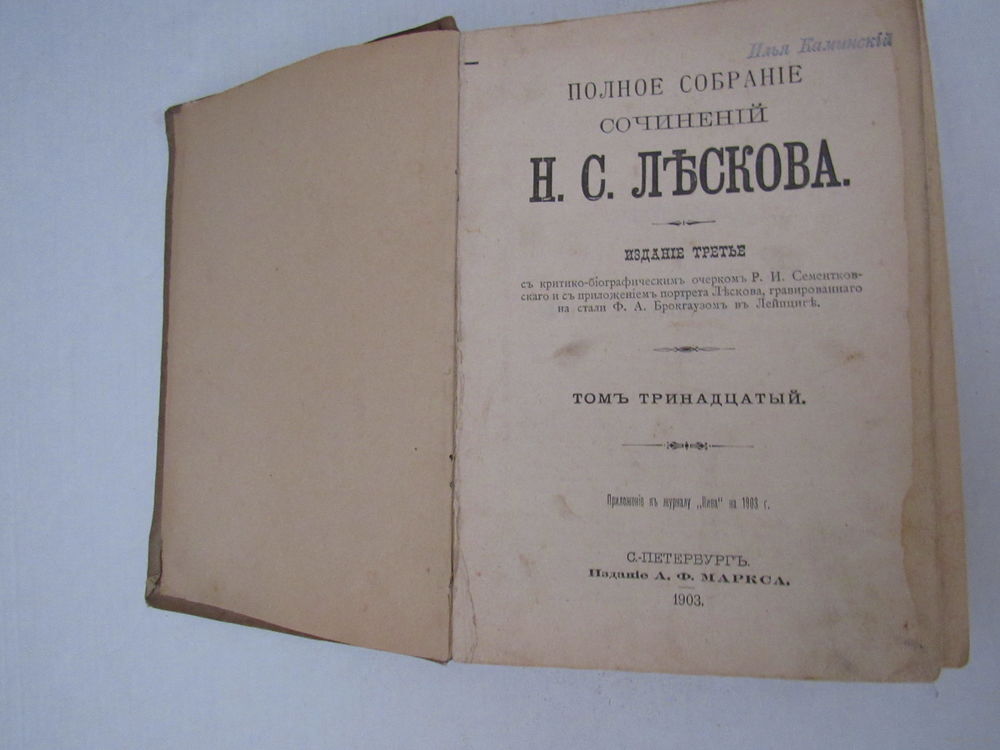 Илья Каминскій
ПОЛНОЕ СОБРАНІЕ
СОЧИНЕНІЙ
Н. С. ЛѢСКОВА.
ИЗДАНІЕ ТРЕТЬЕ
съ критико-біографическимъ очеркомъ Р. И. Сементков-
скаго и съ приложеніемъ портрета Лѣскова, гравированнаго
на стали Ф. А. Брокгаузомъ въ Лейпцигѣ.
ТОМЪ ТРИНАДЦАТЫЙ.
Приложеніе къ журналу „Нива“ на 1903 г.
С.-ПЕТЕРБУРГЪ.
Изданіе А. Ф. МАРКСА.
1903.